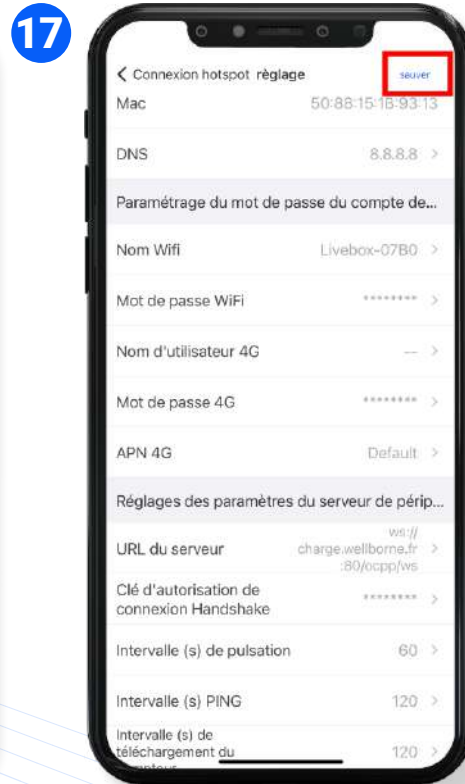 17
Connexion hotspot règlage
sauver
Mac 50:88:15:1B:93:13
DNS 8.8.8.8 >
Paramétrage du mot de passe du compte de...
Nom Wifi Livebox-07B0 >
Mot de passe WiFi ******** >
Nom d'utilisateur 4G -- >
Mot de passe 4G ******** >
APN 4G Default >
Réglages des paramètres du serveur de périp...
URL du serveur
ws://
charge.wellborne.fr >
:80/ocpp/ws
Clé d'autorisation de
connexion Handshake ******** >
Intervalle (s) de pulsation 60 >
Intervalle (s) PING 120 >
Intervalle (s) de
téléchargement du 120 >